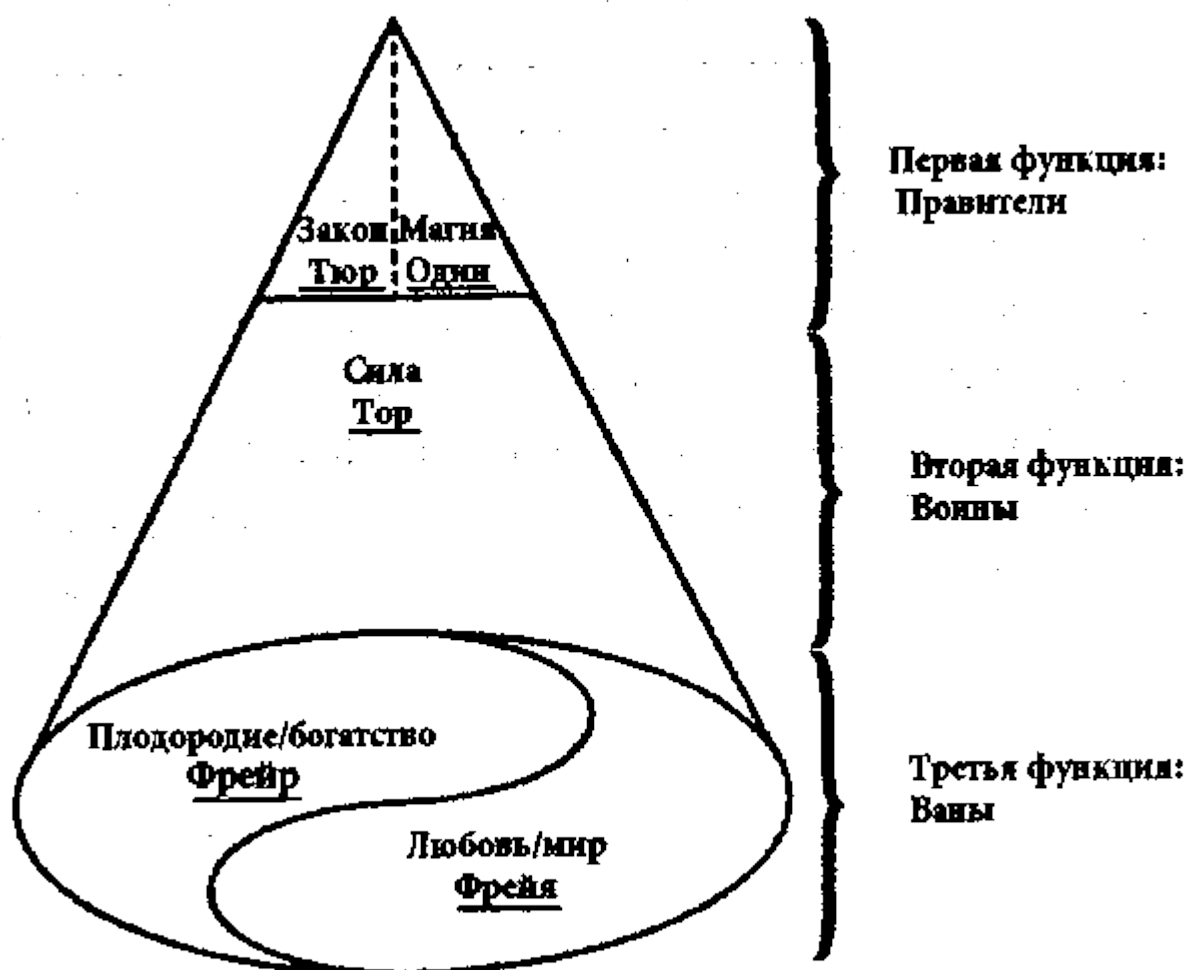 Первая функция:
Правители
Закон Магия
Тюр Один
Сила
Тор
Вторая функция:
Воины
Плодородие/богатство
Фрейр
Третья функция:
Ваны
Любовь/мир
Фрейя